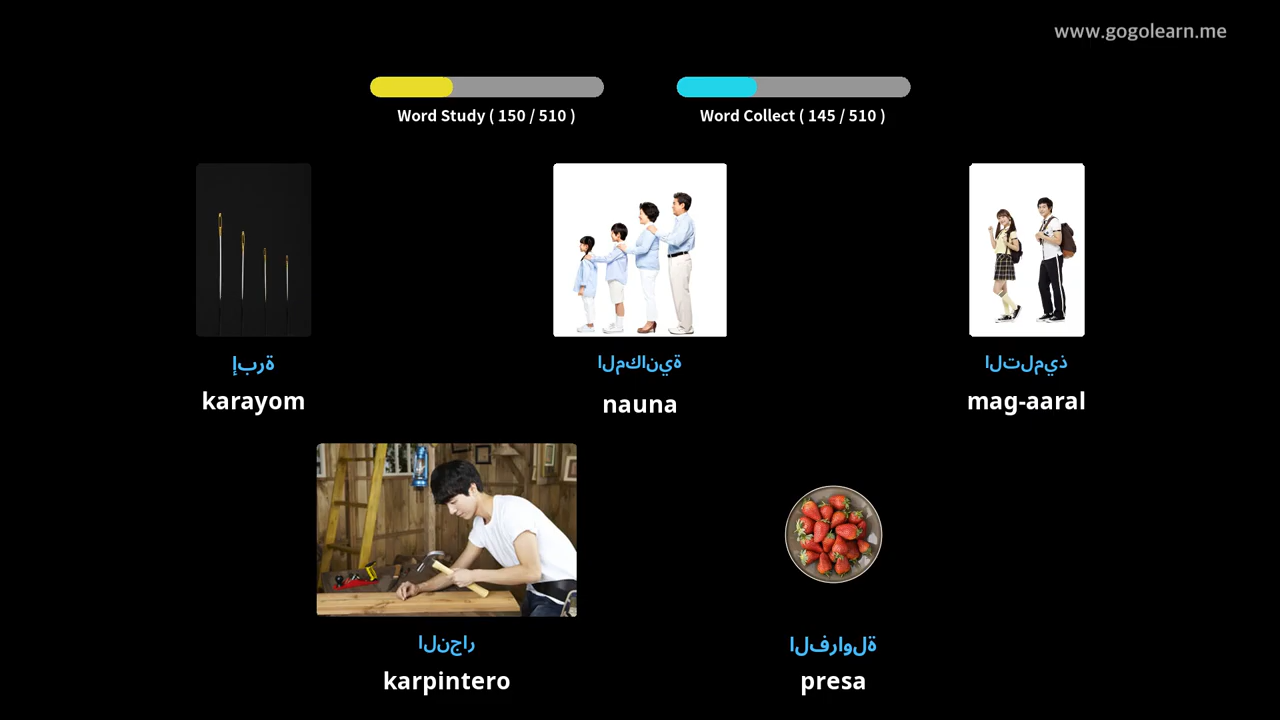 www.gogolearn.me
Word Study ( 150 / 510 )
Word Collect ( 145 / 510 )
إبرة
karayom
المكانية
nauna
التلميذ
mag-aaral
النجار
karpintero
الفراولة
presa